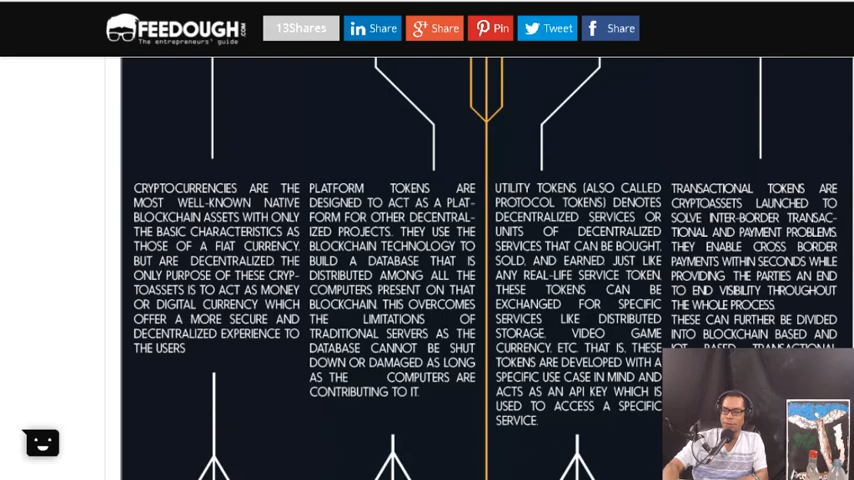 FEEDOUGH.COM
The entrepreneurs' guide
13Shares
in Share
G+ Share
Pin
Tweet
f Share
CRYPTOCURRENCIES ARE THE
MOST WELL-KNOWN NATIVE
BLOCKCHAIN ASSETS WITH ONLY
THE BASIC CHARACTERISTICS AS
THOSE OF A FIAT CURRENCY,
BUT ARE DECENTRALIZED. THE
ONLY PURPOSE OF THESE CRYP-
TOASSETS IS TO ACT AS MONEY
OR DIGITAL CURRENCY WHICH
OFFER A MORE SECURE AND
DECENTRALIZED EXPERIENCE TO
THE USERS
PLATFORM TOKENS ARE
DESIGNED TO ACT AS A PLAT-
FORM FOR OTHER DECENTRAL-
IZED PROJECTS. THEY USE THE
BLOCKCHAIN TECHNOLOGY TO
BUILD A DATABASE THAT IS
DISTRIBUTED AMONG ALL THE
COMPUTERS PRESENT ON THAT
BLOCKCHAIN. THIS OVERCOMES
THE LIMITATIONS OF
TRADITIONAL SERVERS AS THE
DATABASE CANNOT BE SHUT
DOWN OR DAMAGED AS LONG
AS THE COMPUTERS ARE
CONTRIBUTING TO IT.
UTILITY TOKENS (ALSO CALLED
PROTOCOL TOKENS) DENOTES
DECENTRALIZED SERVICES OR
UNITS OF DECENTRALIZED
SERVICES THAT CAN BE BOUGHT,
SOLD, AND EARNED JUST LIKE
ANY REAL-LIFE SERVICE TOKEN.
THESE TOKENS CAN BE
EXCHANGED FOR SPECIFIC
SERVICES LIKE DISTRIBUTED
STORAGE, VIDEO GAME
CURRENCY, ETC. THAT IS, THESE
TOKENS ARE DEVELOPED WITH A
SPECIFIC USE CASE IN MIND AND
ACTS AS AN API KEY WHICH IS
USED TO ACCESS A SPECIFIC
SERVICE.
TRANSACTIONAL TOKENS ARE
CRYPTOASSETS LAUNCHED TO
SOLVE INTER-BORDER TRANSAC-
TIONAL AND PAYMENT PROBLEMS.
THEY ENABLE CROSS BORDER
PAYMENTS WITHIN SECONDS WHILE
PROVIDING THE PARTIES AN END
TO END VISIBILITY THROUGHOUT
THE WHOLE PROCESS.
THESE CAN FURTHER BE DIVIDED
INTO BLOCKCHAIN BASED AND
IOT BASED TRANSACTIONAL